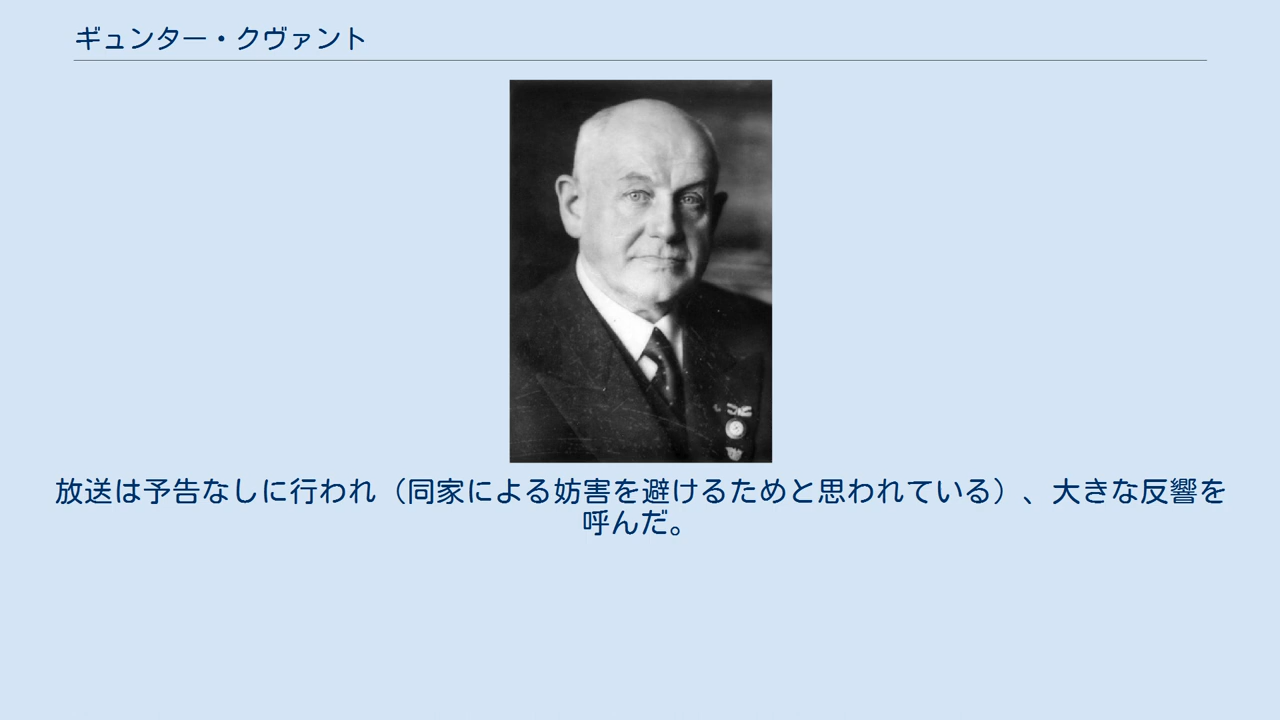 ギュンター・クヴァント
放送は予告なしに行われ（同家による妨害を避けるためと思われている）、大きな反響を
呼んだ。